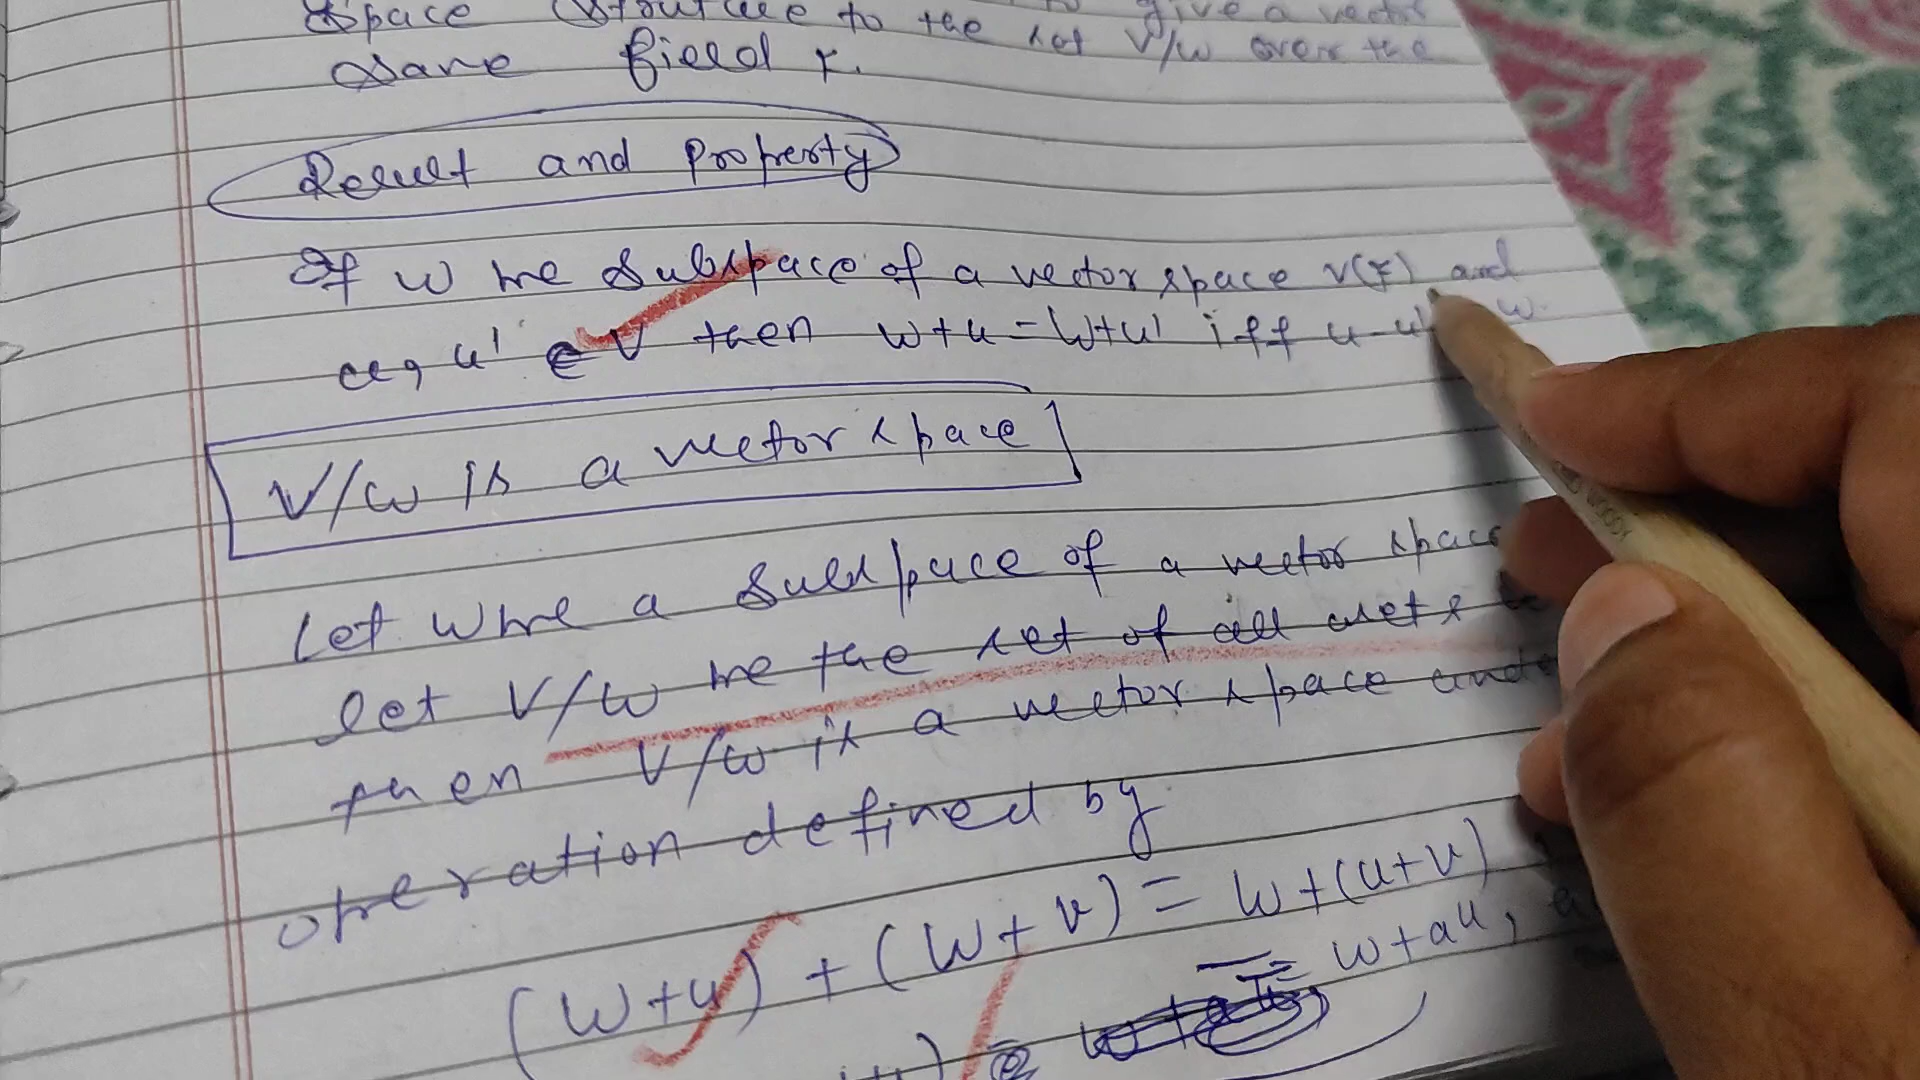 space structure to the set V/W over the give a vector
same field F.
Result and Property
If W be subspace of a vector space V(F) and
u, u' ∈ V then W+u = W+u' iff u-u' W.
V/W is a vector space
Let W be a subspace of a vector space
let V/W be the set of all
then V/W is a vector space
operation defined by
(W+u) + (W+v) = W+(u+v)
= W+au,